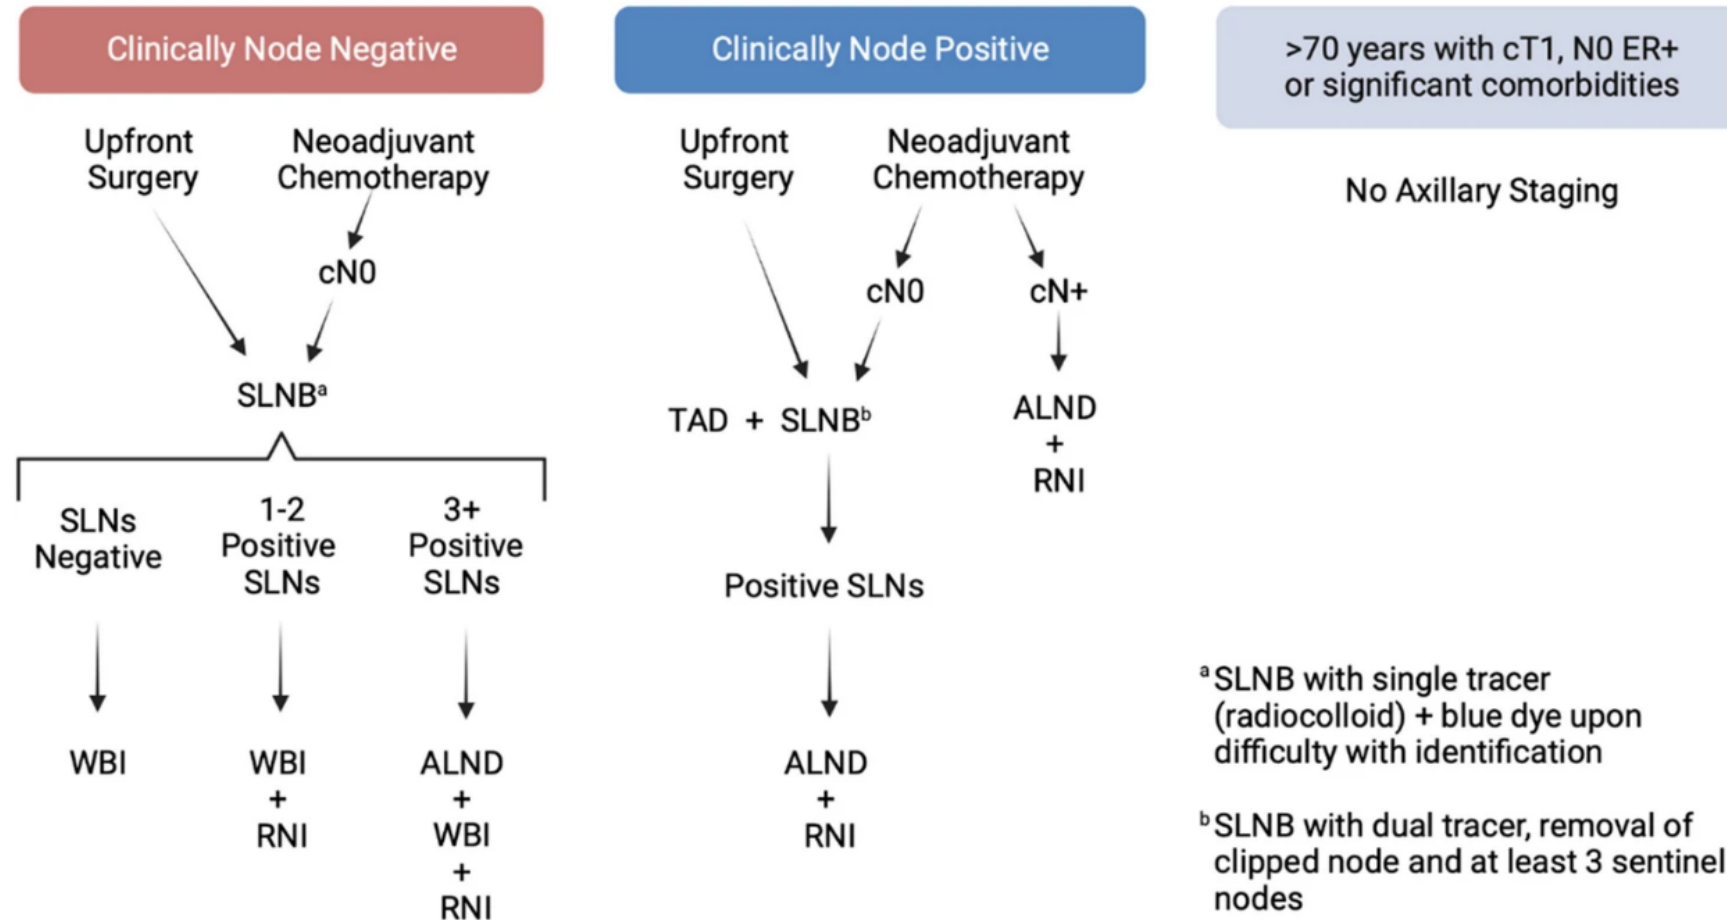 Clinically Node Negative
Upfront
Surgery
Neoadjuvant
Chemotherapy
cN0
SLNBᵃ
SLNs
Negative
1-2
Positive
SLNs
3+
Positive
SLNs
WBI
WBI
+
RNI
ALND
+
WBI
+
RNI
Clinically Node Positive
Upfront
Surgery
Neoadjuvant
Chemotherapy
cN0
cN+
TAD + SLNBᵇ
ALND
+
RNI
Positive SLNs
ALND
+
RNI
>70 years with cT1, N0 ER+
or significant comorbidities
No Axillary Staging
ᵃ SLNB with single tracer
(radiocolloid) + blue dye upon
difficulty with identification
ᵇ SLNB with dual tracer, removal of
clipped node and at least 3 sentinel
nodes